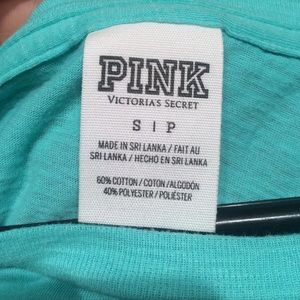 PINK
VICTORIA'S SECRET
S | P
MADE IN SRI LANKA / FAIT AU
SRI LANKA / HECHO EN SRI LANKA
60% COTTON / COTON / ALGODÓN
40% POLYESTER / POLIÉSTER